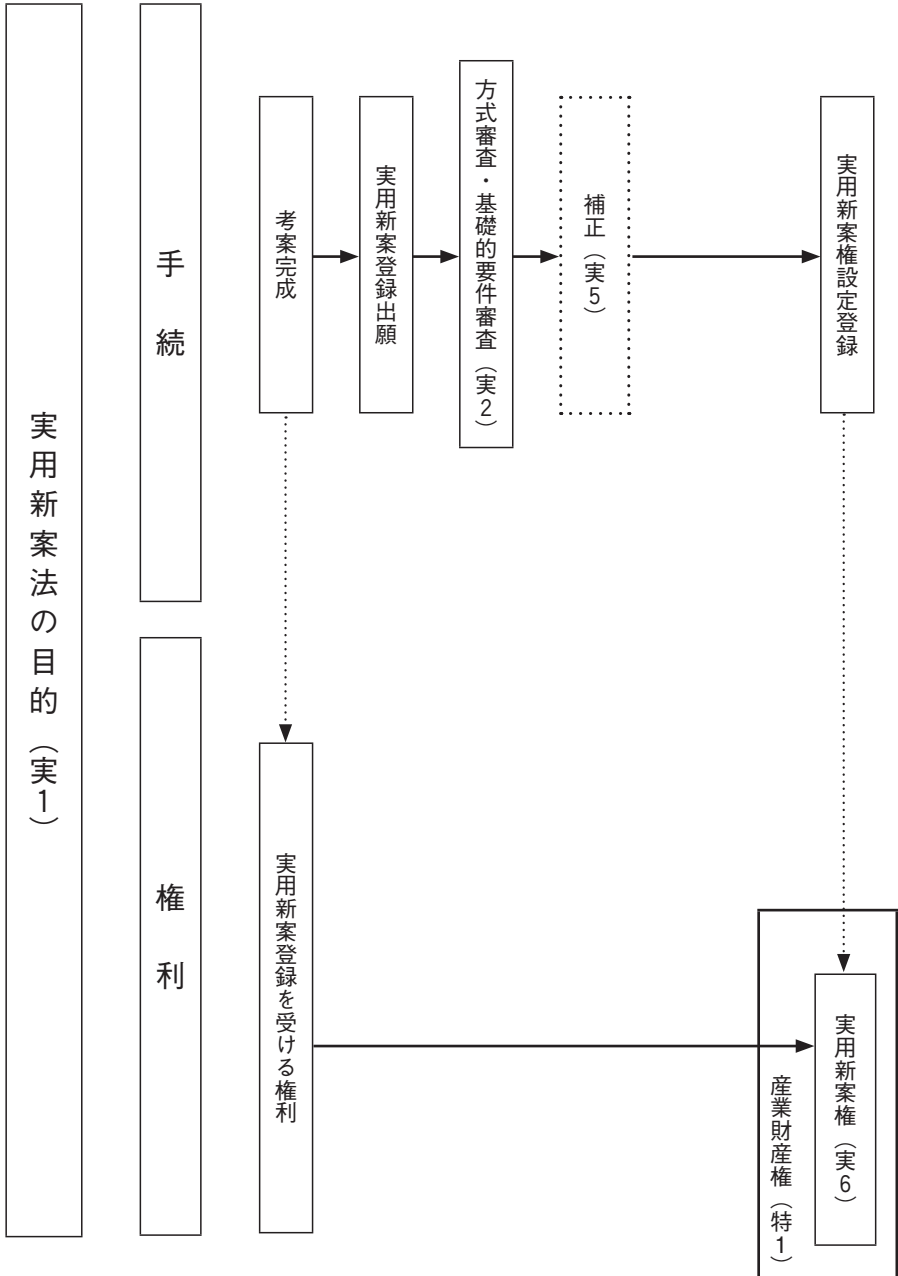 実用新案法の目的（実1）
手続
考案完成
実用新案登録出願
方式審査・基礎的要件審査（実2）
補正（実5）
実用新案権設定登録
権利
実用新案登録を受ける権利
産業財産権（特1）
実用新案権（実6）